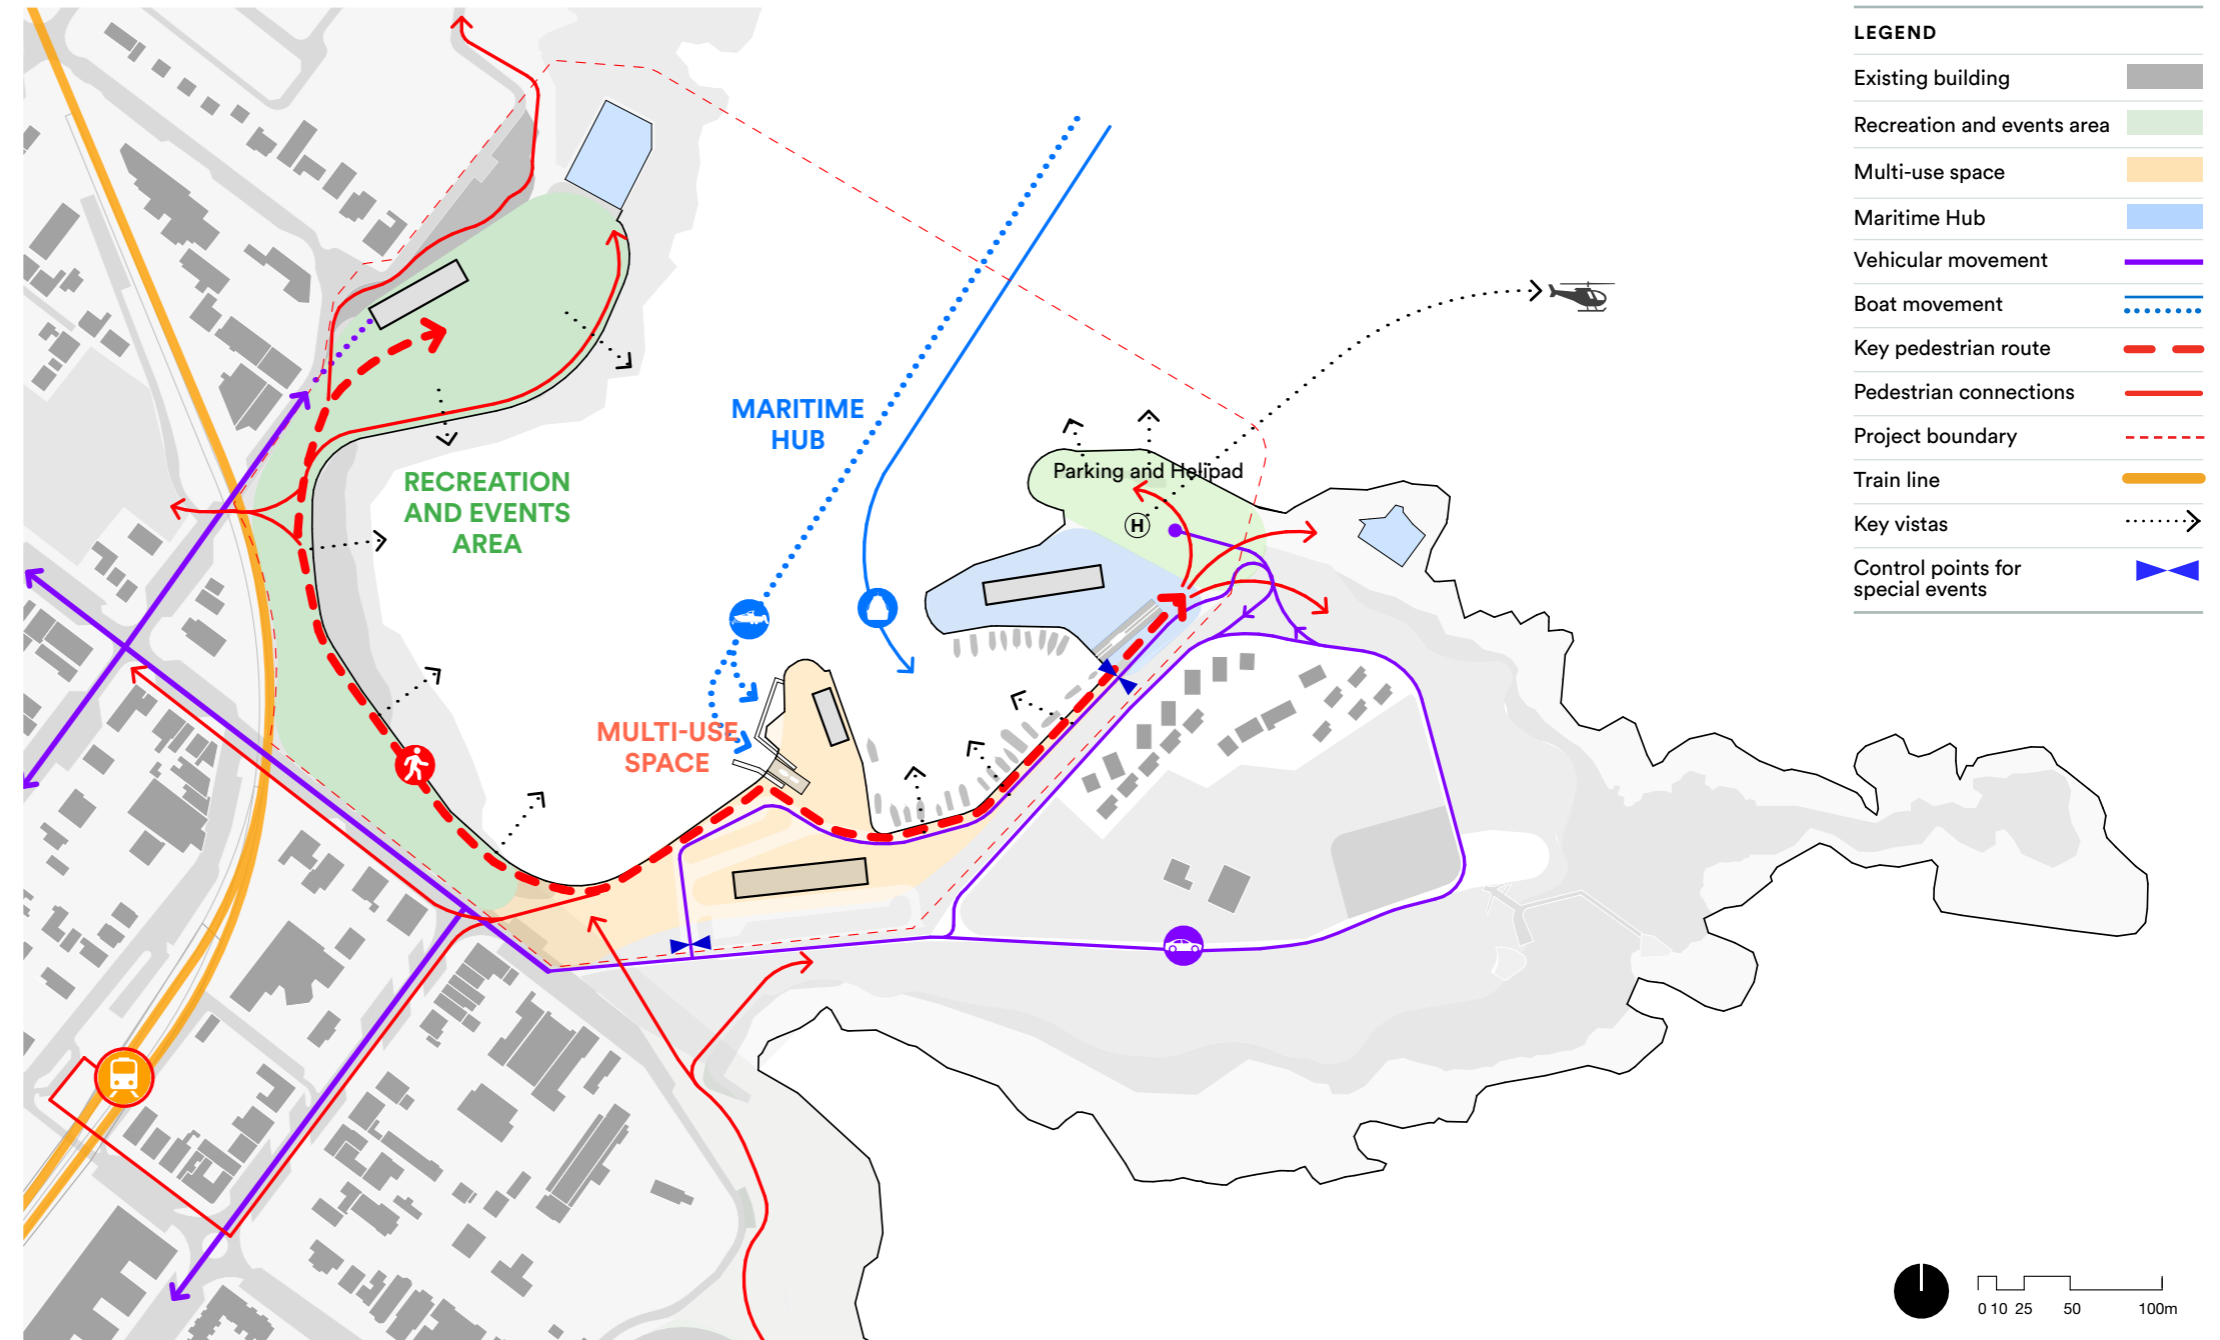 LEGEND
Existing building
Recreation and events area
Multi-use space
Maritime Hub
Vehicular movement
Boat movement
Key pedestrian route
Pedestrian connections
Project boundary
Train line
Key vistas
Control points for
special events
MARITIME
HUB
RECREATION
AND EVENTS
AREA
Parking and Helipad
H
MULTI-USE
SPACE
0 10 25 50 100m